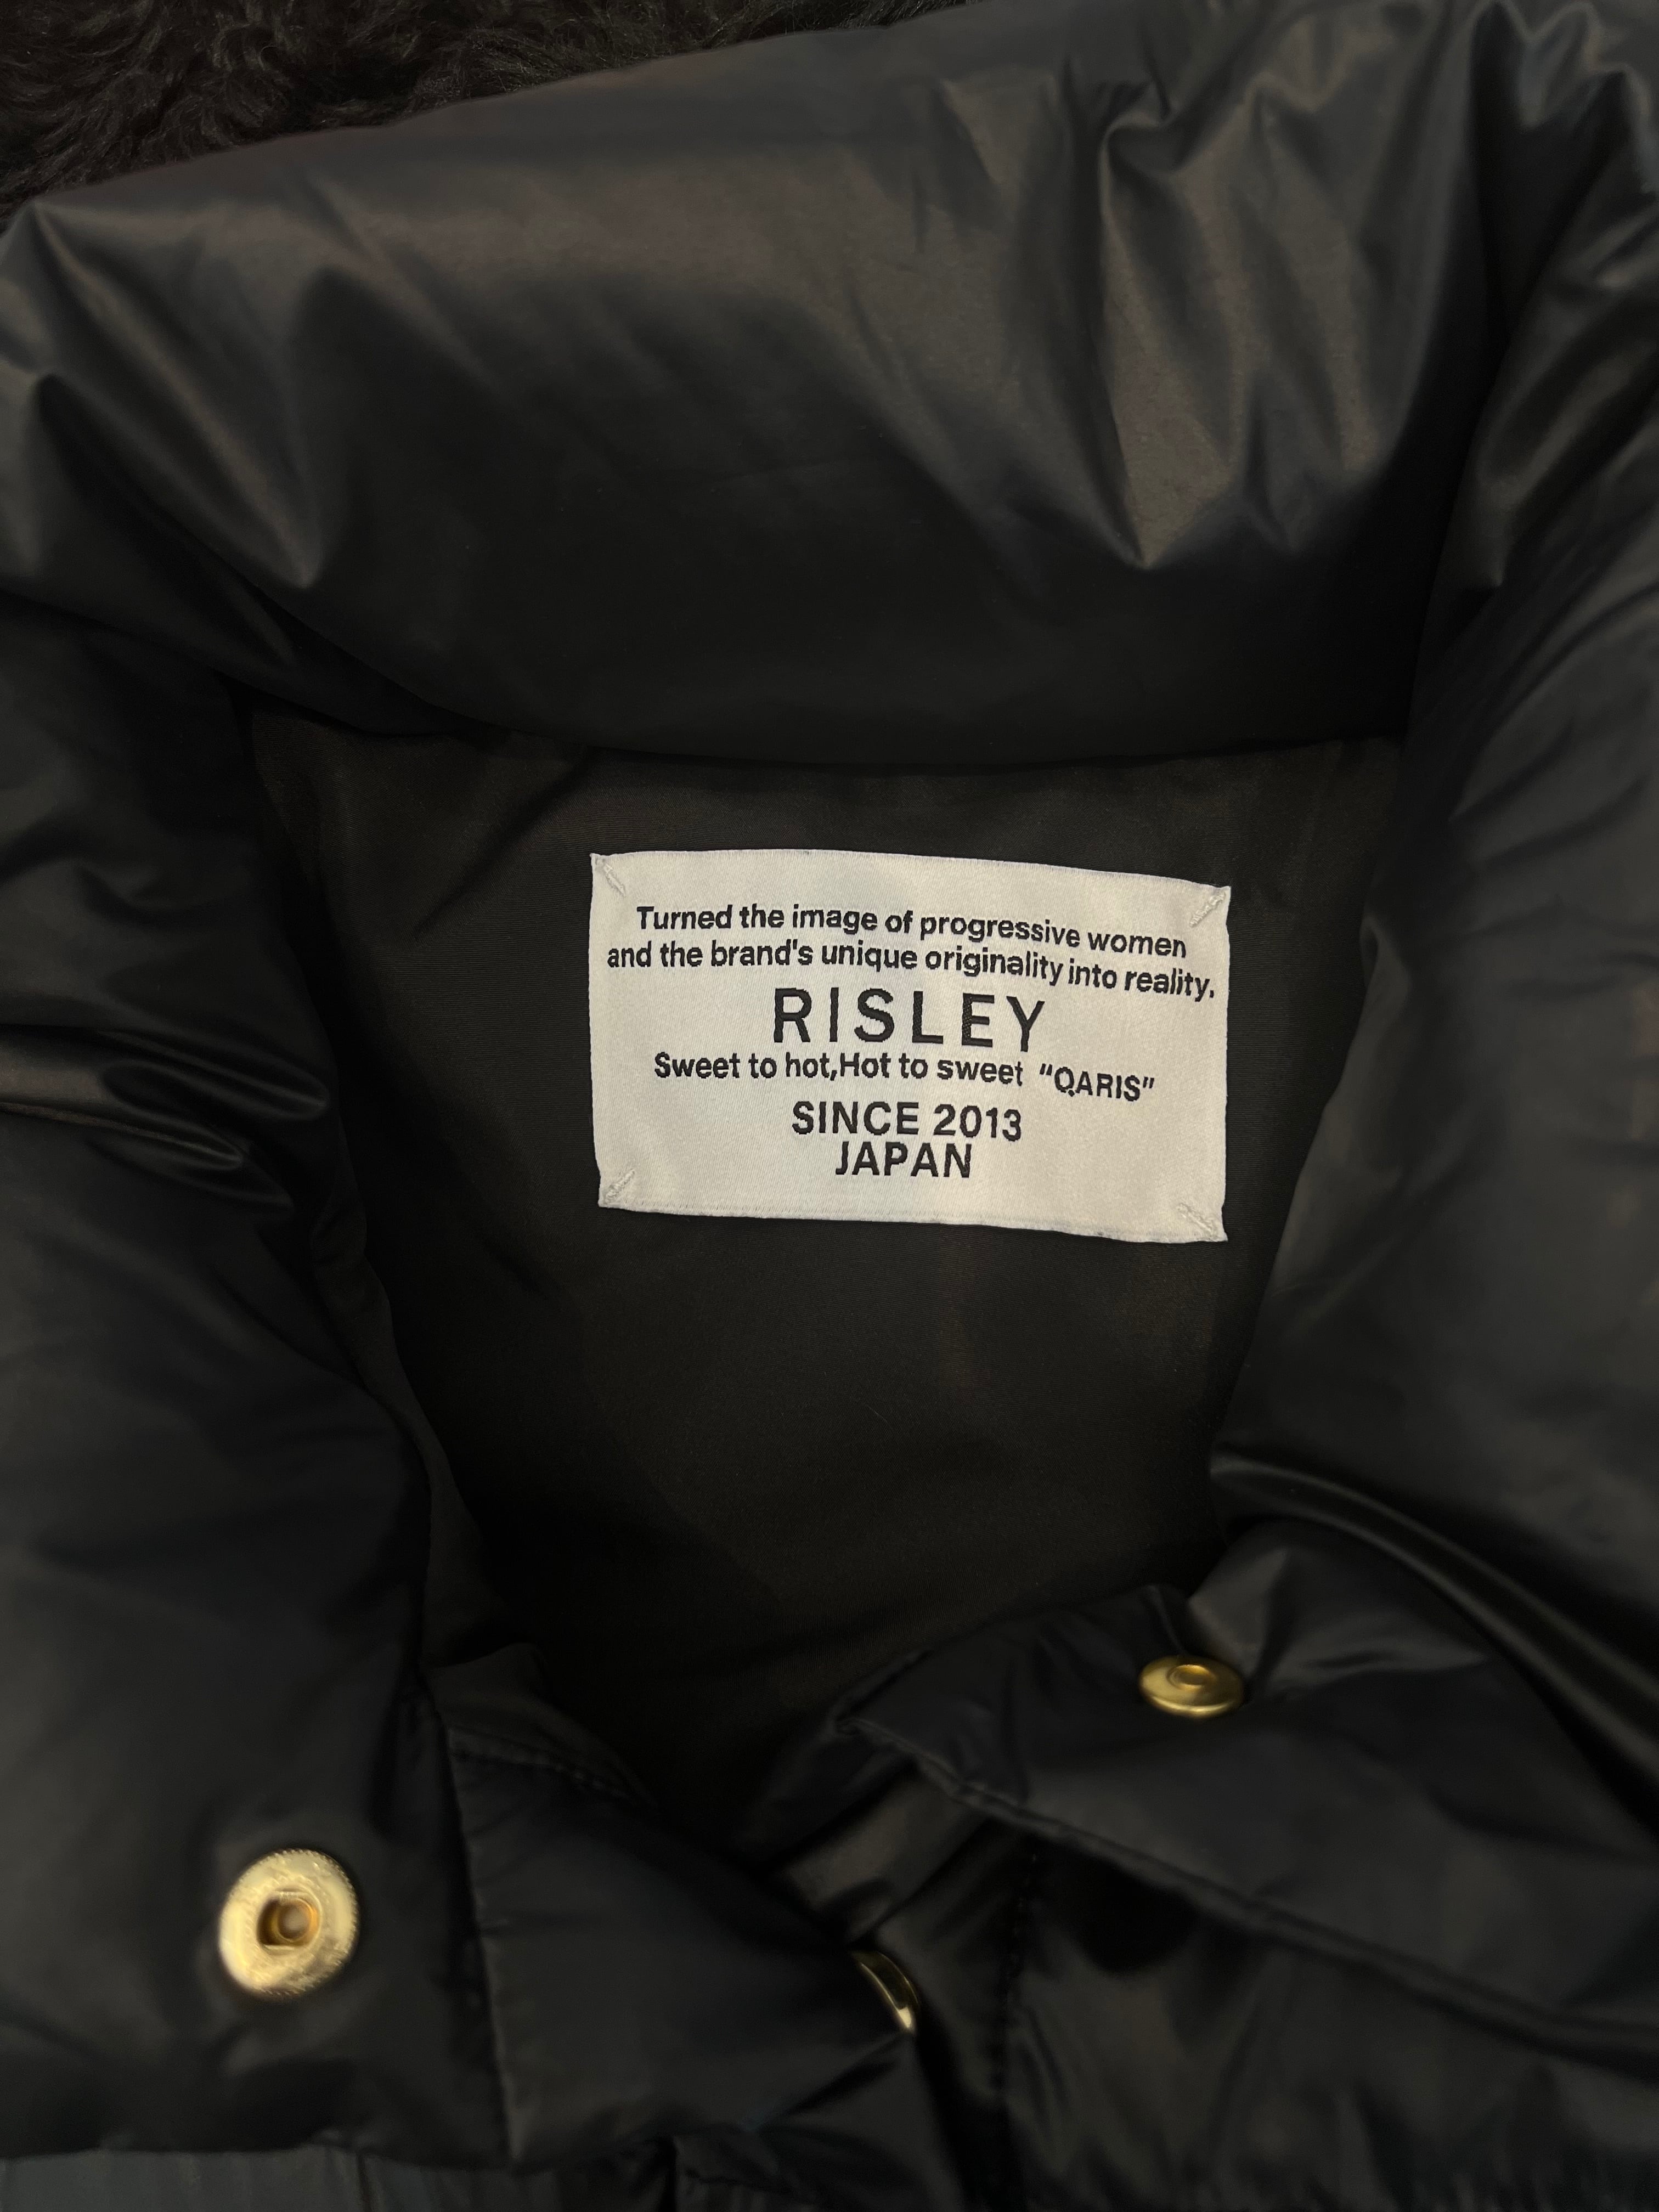 Turned the image of progressive women
and the brand's unique originality into reality.
RISLEY
Sweet to hot,Hot to sweet “QARIS”
SINCE 2013
JAPAN